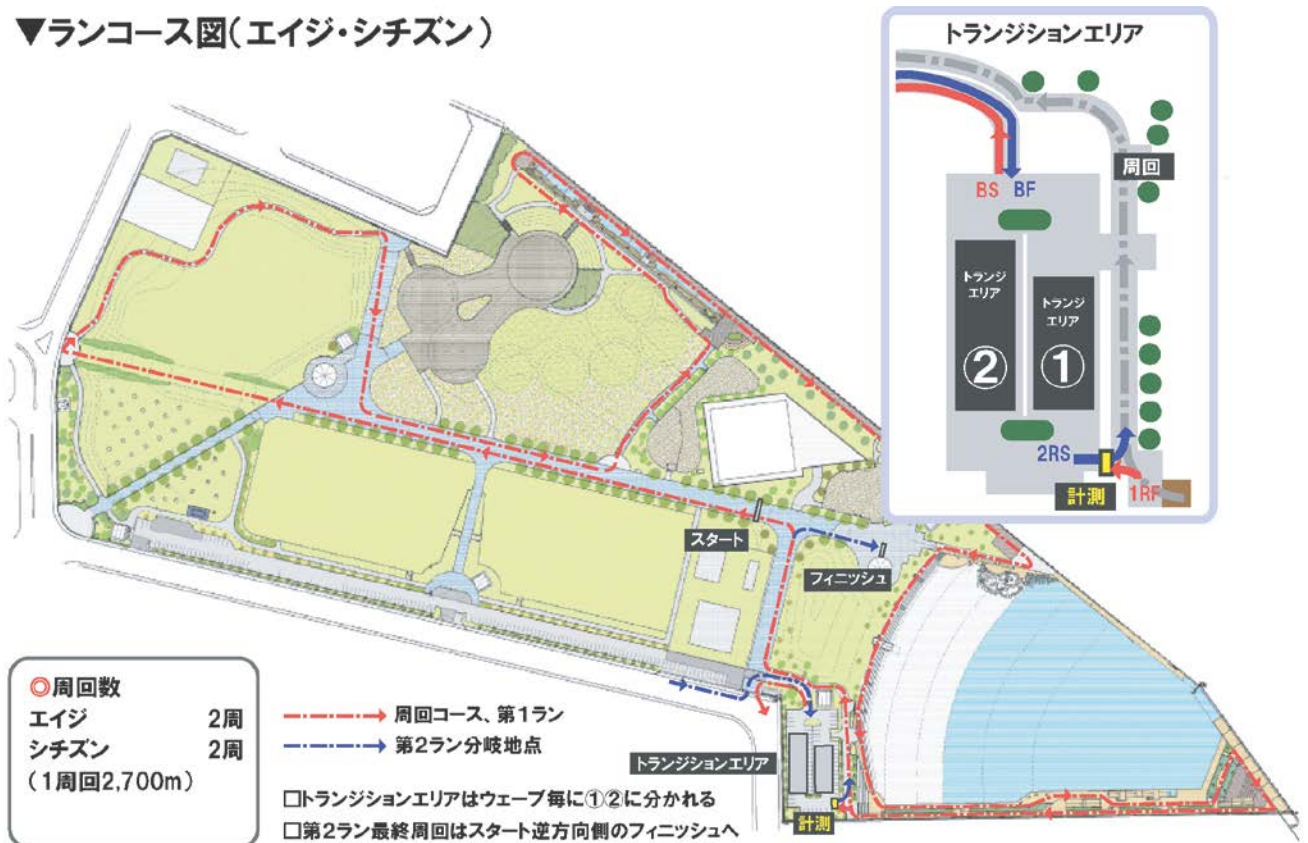 ▼ランコース図(エイジ・シチズン)
トランジションエリア
周回
BS BF
トランジ
エリア
②
トランジ
エリア
①
2RS
計測
1RF
スタート
フィニッシュ
◎周回数
エイジ 2周
シチズン 2周
(1周回2,700m)
周回コース、第1ラン
第2ラン分岐地点
トランジションエリア
計測
□トランジションエリアはウェーブ毎に①②に分かれる
□第2ラン最終周回はスタート逆方向側のフィニッシュへ